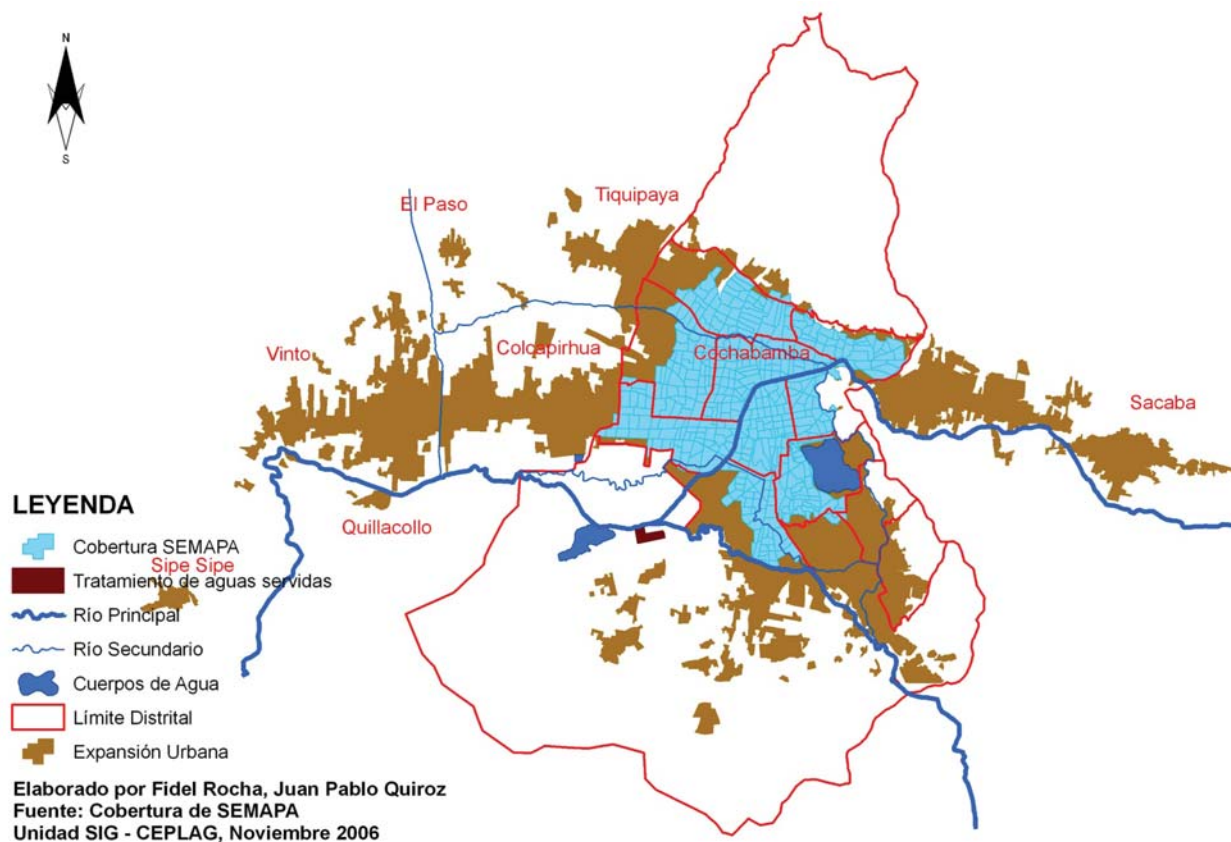 N
S
El Paso
Tiquipaya
Vinto
Colcapirhua
Cochabamba
Sacaba
Quillacollo
Sipe Sipe
LEYENDA
Cobertura SEMAPA
Tratamiento de aguas servidas
Río Principal
Río Secundario
Cuerpos de Agua
Límite Distrital
Expansión Urbana
Elaborado por Fidel Rocha, Juan Pablo Quiroz
Fuente: Cobertura de SEMAPA
Unidad SIG - CEPLAG, Noviembre 2006